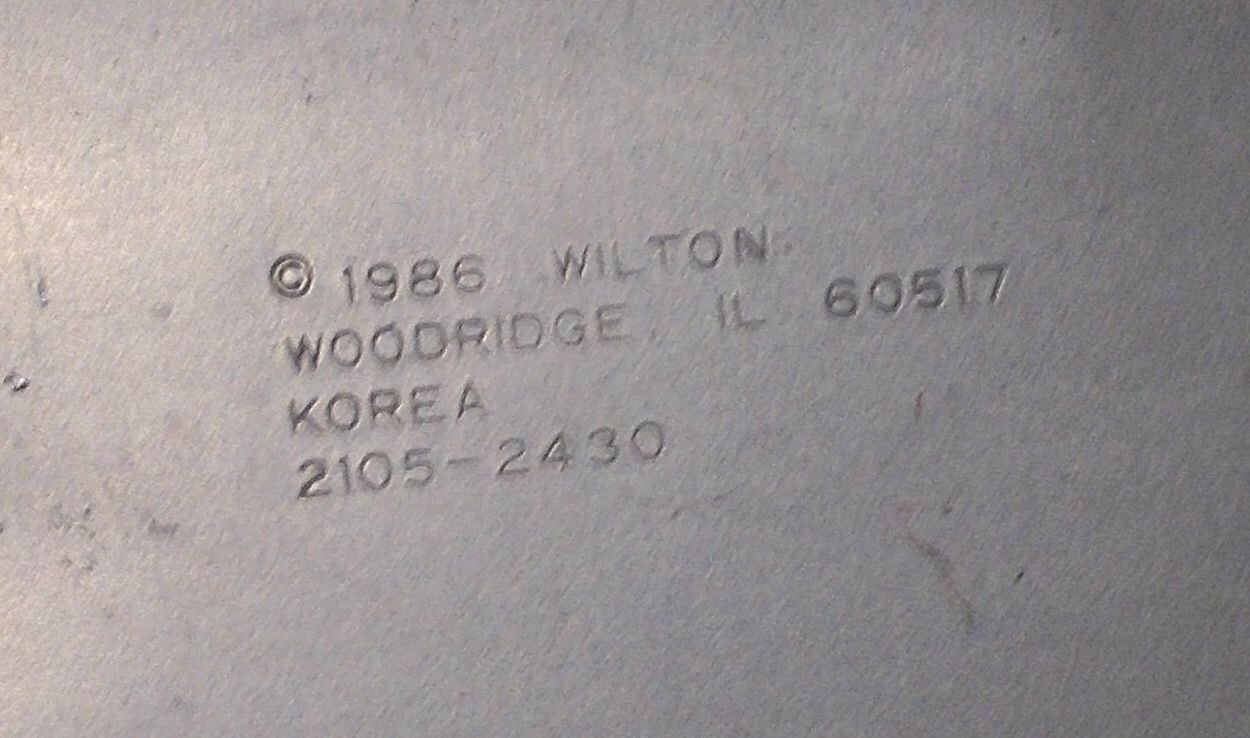 © 1986 WILTON
WOODRIDGE, IL 60517
KOREA
2105-2430